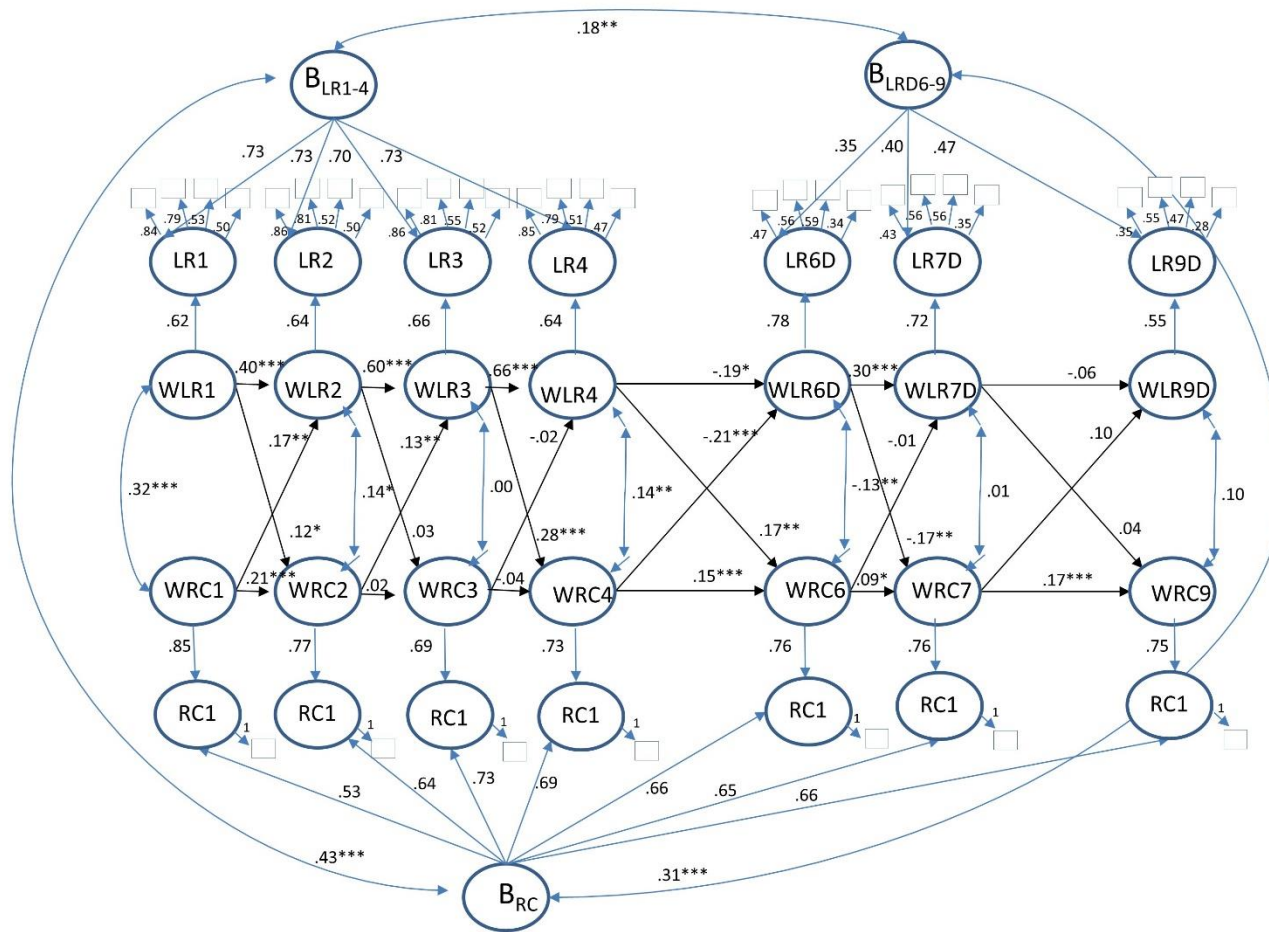 .18**
B LR1-4
B LRD6-9
.73 .73 .70 .73
.35 .40 .47
.84 .79 .53 .50
.86 .81 .52 .50
.86 .81 .55 .52
.85 .79 .51 .47
.47 .56 .59 .34
.43 .56 .56 .35
.35 .55 .47 .28
LR1 LR2 LR3 LR4 LR6D LR7D LR9D
.62 .64 .66 .64 .78 .72 .55
.40*** .60*** .66*** -.19* .30*** -.06
WLR1 WLR2 WLR3 WLR4 WLR6D WLR7D WLR9D
.17** .13** -.02 -.21*** -.01 .10
.32*** .14* .00 .14** -.13** .01 .10
.12* .03 .28*** .17** -.17** .04
.21*** .02 -.04 .15*** .09* .17***
WRC1 WRC2 WRC3 WRC4 WRC6 WRC7 WRC9
.85 .77 .69 .73 .76 .76 .75
RC1 RC1 RC1 RC1 RC1 RC1 RC1
1 1 1 1 1 1 1
.53 .64 .73 .69 .66 .65 .66
.43*** .31***
B RC